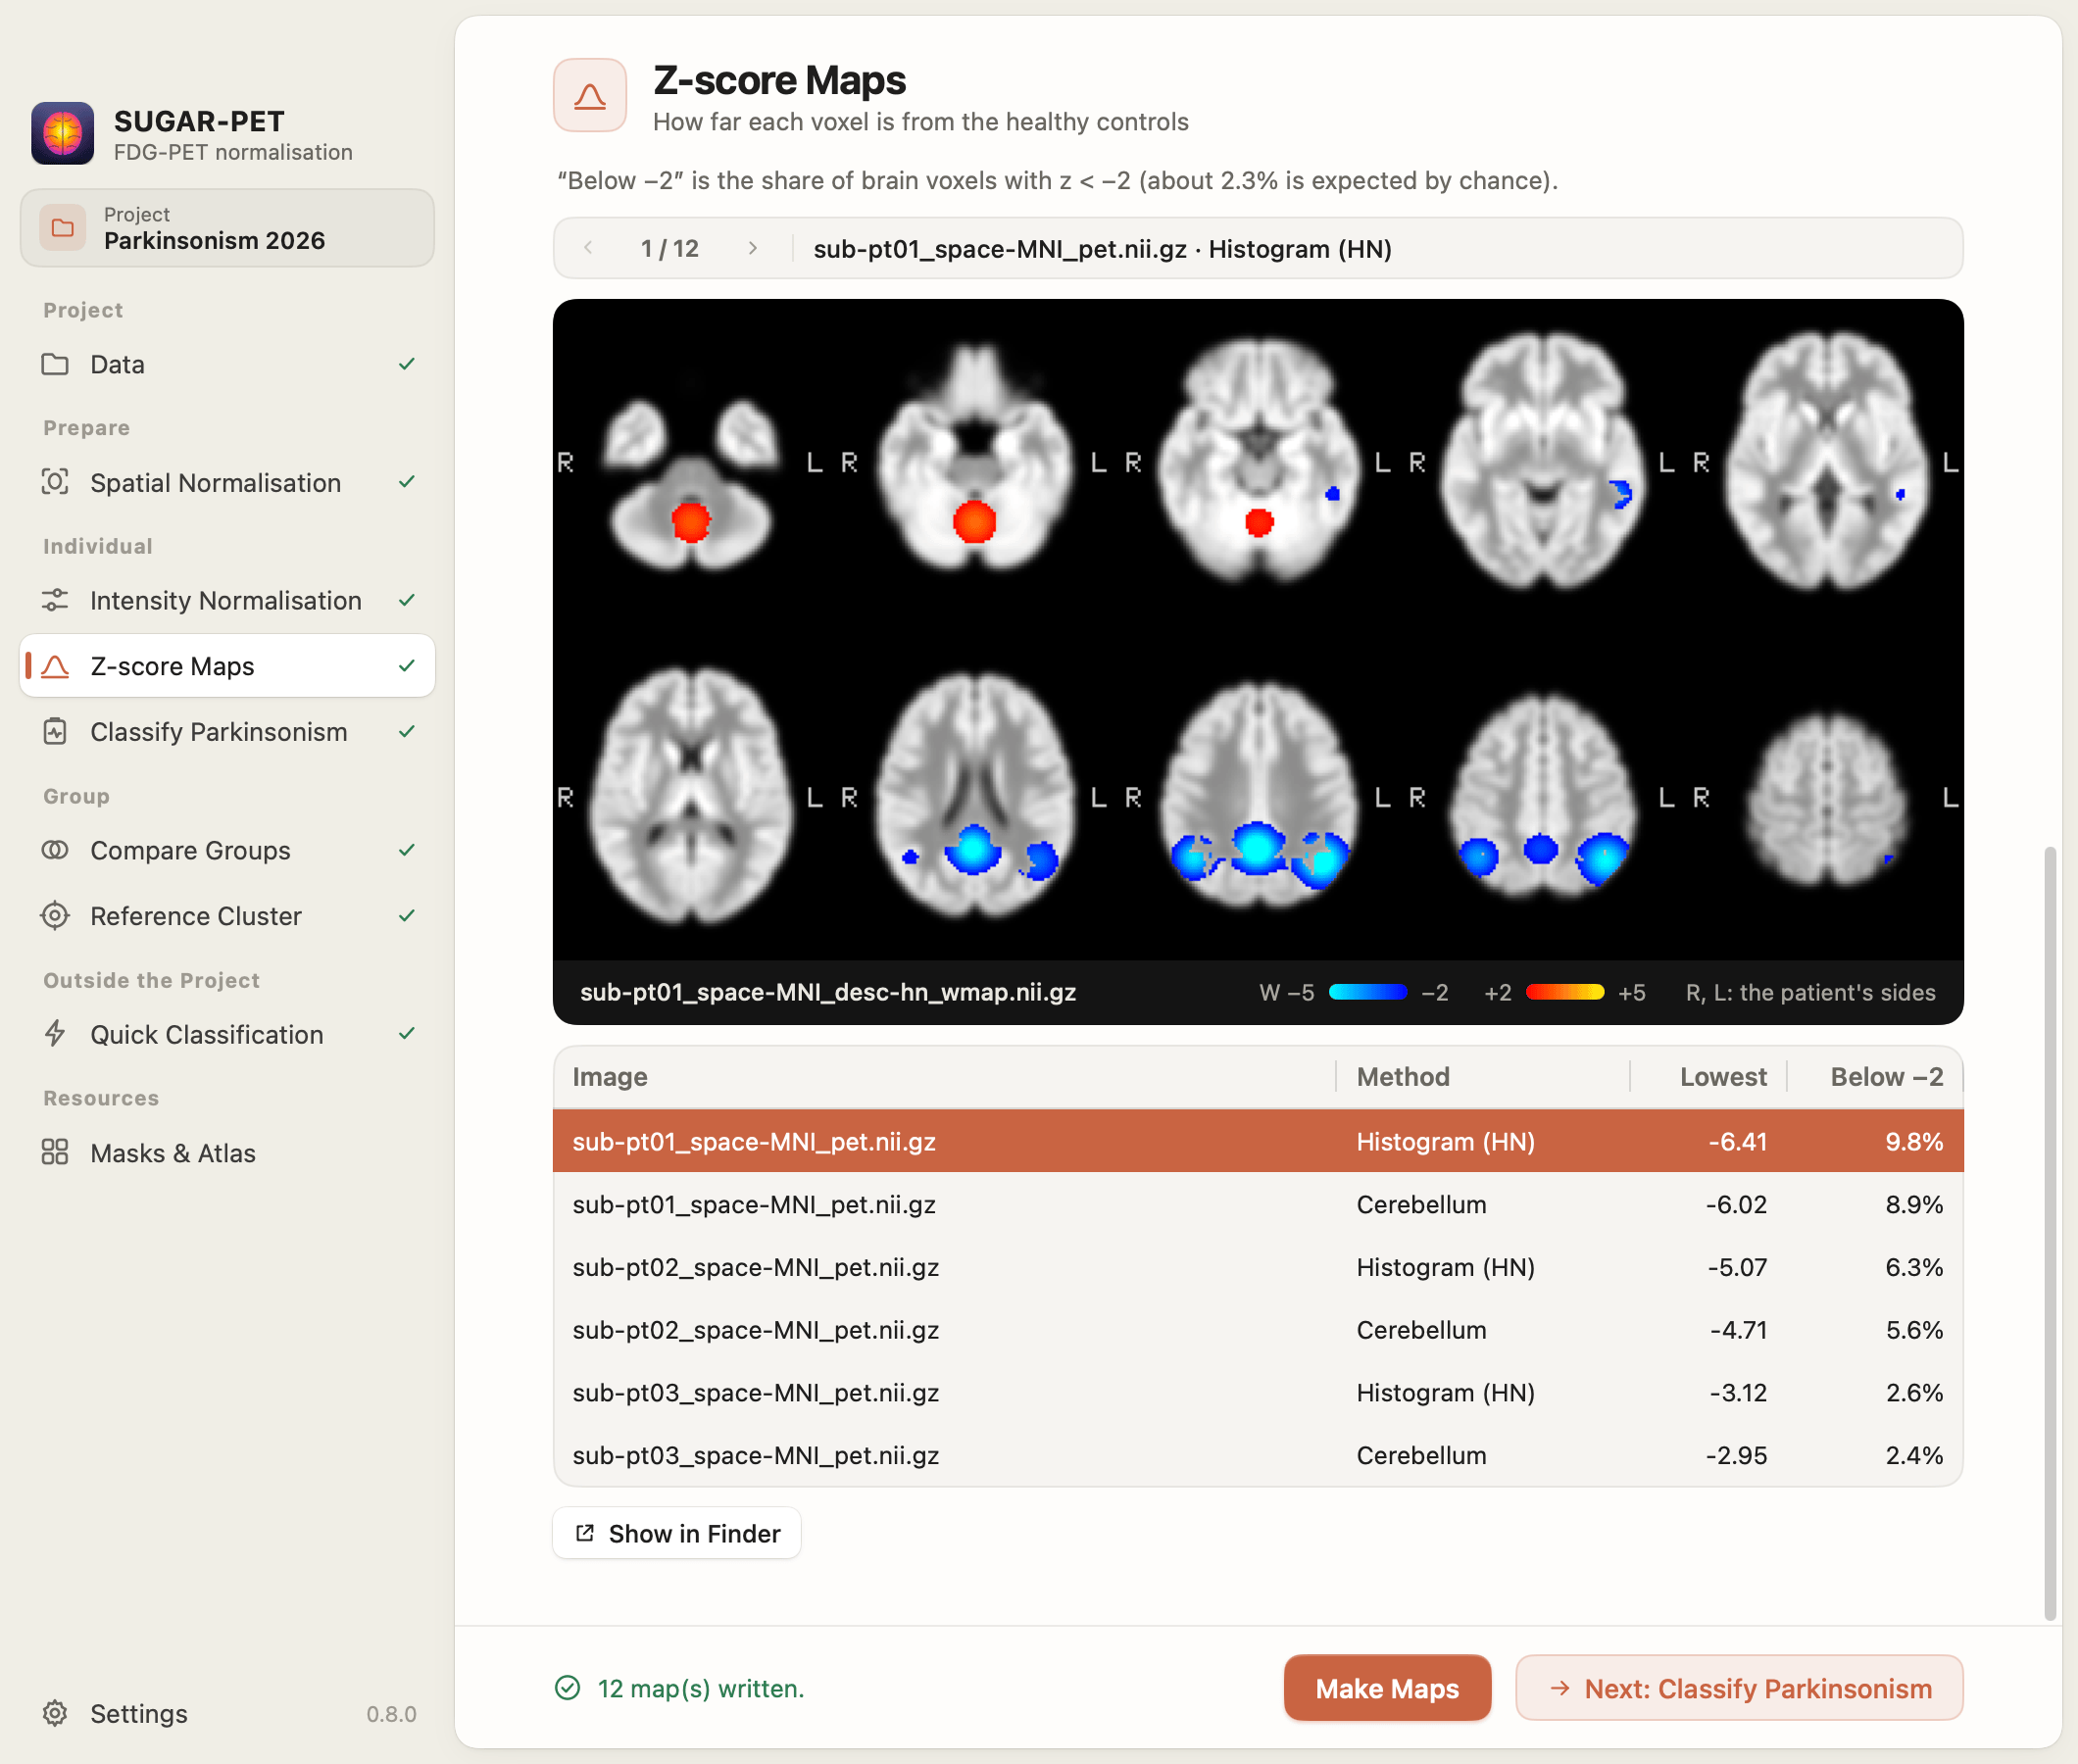 SUGAR-PET
FDG-PET normalisation
Project
Parkinsonism 2026
Project
Data
Prepare
Spatial Normalisation
Individual
Intensity Normalisation
Z-score Maps
Classify Parkinsonism
Group
Compare Groups
Reference Cluster
Outside the Project
Quick Classification
Resources
Masks & Atlas
Settings 0.8.0
Z-score Maps
How far each voxel is from the healthy controls
“Below −2” is the share of brain voxels with z < −2 (about 2.3% is expected by chance).
1 / 12 sub-pt01_space-MNI_pet.nii.gz · Histogram (HN)
R L R L R L R L R L
R L R L R L R L R L
sub-pt01_space-MNI_desc-hn_wmap.nii.gz W −5 −2 +2 +5 R, L: the patient's sides
Image Method Lowest Below −2
sub-pt01_space-MNI_pet.nii.gz Histogram (HN) -6.41 9.8%
sub-pt01_space-MNI_pet.nii.gz Cerebellum -6.02 8.9%
sub-pt02_space-MNI_pet.nii.gz Histogram (HN) -5.07 6.3%
sub-pt02_space-MNI_pet.nii.gz Cerebellum -4.71 5.6%
sub-pt03_space-MNI_pet.nii.gz Histogram (HN) -3.12 2.6%
sub-pt03_space-MNI_pet.nii.gz Cerebellum -2.95 2.4%
Show in Finder
12 map(s) written. Make Maps → Next: Classify Parkinsonism